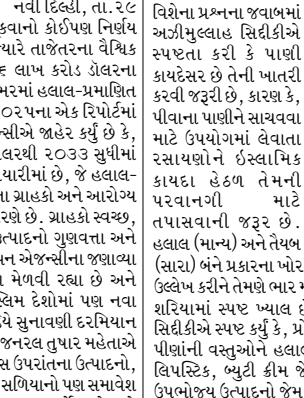 નવી દિલ્હી, તા.૨૯
કવાનો કોઈપણ નિર્ણય
યારે તાજેતરના વૈશ્વિક
લાખ કરોડ ડૉલરના
મરમાં હલાલ-પ્રમાણિત
૦૨૫ના એક રિપોર્ટમાં
ન્સીએ જાહેર કર્યું છે કે,
લરથી ૨૦૩૩ સુધીમાં
યારીમાં છે, જે હલાલ-
ના ગ્રાહકો અને આરોગ્ય
રણે છે. ગ્રાહકો સ્વચ્છ,
ત્પાદનો ગુણવત્તા અને
મન એજન્સીના જણાવ્યા
મેળવી રહ્યા છે અને
સ્લિમ દેશોમાં પણ નવા
સુનાવણી દરમિયાન
જનરલ તુષાર મહેતાએ
સ ઉપરાંતના ઉત્પાદનો,
સળિયાનો પણ સમાવેશ
વિશેના પ્રશ્નના જવાબમાં
અઝીમુલ્લાહ સિદ્દીકીએ
સ્પષ્ટતા કરી કે પાણી
કાયદેસર છે તેની ખાતરી
કરવી જરૂરી છે, કારણ કે,
પીવાના પાણીને સાચવવા
માટે ઉપયોગમાં લેવાતા
રસાયણોને ઇસ્લામિક
કાયદા હેઠળ તેમની
પરવાનગી માટે
તપાસવાની જરૂર છે.
હલાલ (માન્ય) અને તૈયબ
(સારા) બંને પ્રકારના ખોર
ઉલ્લેખ કરીને તેમણે ભાર મ
શરિયામાં સ્પષ્ટ ખ્યાલ છે
સિદ્દીકીએ સ્પષ્ટ કર્યું કે, પ્રો
પીણાંની વસ્તુઓને હલા
લિપસ્ટિક, બ્યુટી ક્રીમ જે
ઉપભોજ્ય ઉત્પાદનો જેમ